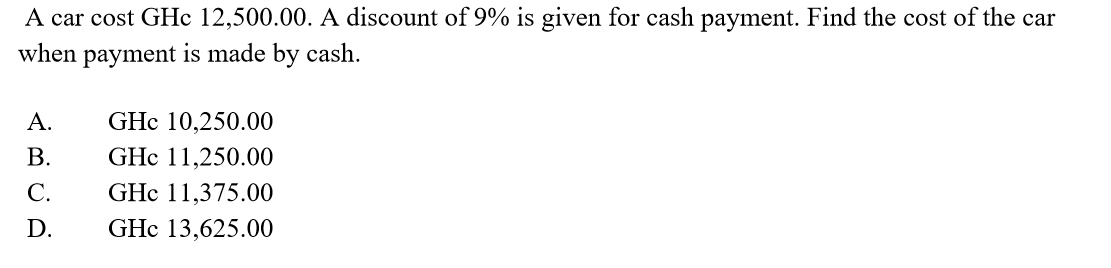 A car cost GHc 12,500.00. A discount of 9% is given for cash payment. Find the cost of the car
when payment is made by cash.
A. GHc 10,250.00
B. GHc 11,250.00
C. GHc 11,375.00
D. GHc 13,625.00